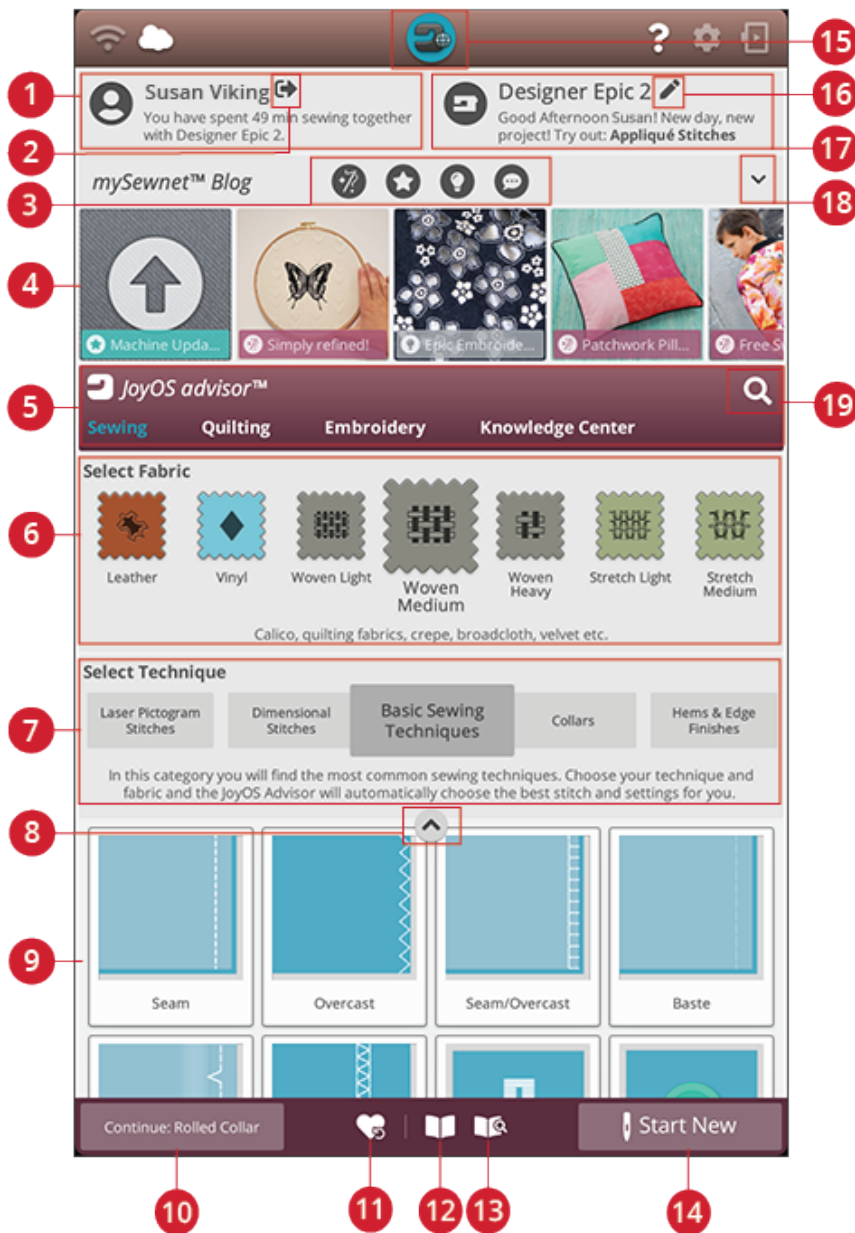 15
1
Susan Viking
You have spent 49 min sewing together
with Designer Epic 2.
Designer Epic 2
Good Afternoon Susan! New day, new
project! Try out: Appliqué Stitches
16
2
17
3
mySewnet™ Blog
18
4
Machine Upda...
Simply refined!
Epic Embroide...
Patchwork Pill...
5
JoyOS advisor™
19
Sewing
Quilting
Embroidery
Knowledge Center
Select Fabric
6
Leather
Vinyl
Woven Light
Woven
Medium
Woven
Heavy
Stretch Light
Stretch
Medium
Calico, quilting fabrics, crepe, broadcloth, velvet etc.
Select Technique
7
Laser Pictogram
Stitches
Dimensional
Stitches
Basic Sewing
Techniques
Collars
Hems & Edge
Finishes
In this category you will find the most common sewing techniques. Choose your technique and
fabric and the JoyOS Advisor will automatically choose the best stitch and settings for you.
8
9
Seam
Overcast
Seam/Overcast
Baste
Continue: Rolled Collar
Start New
10
11
12
13
14